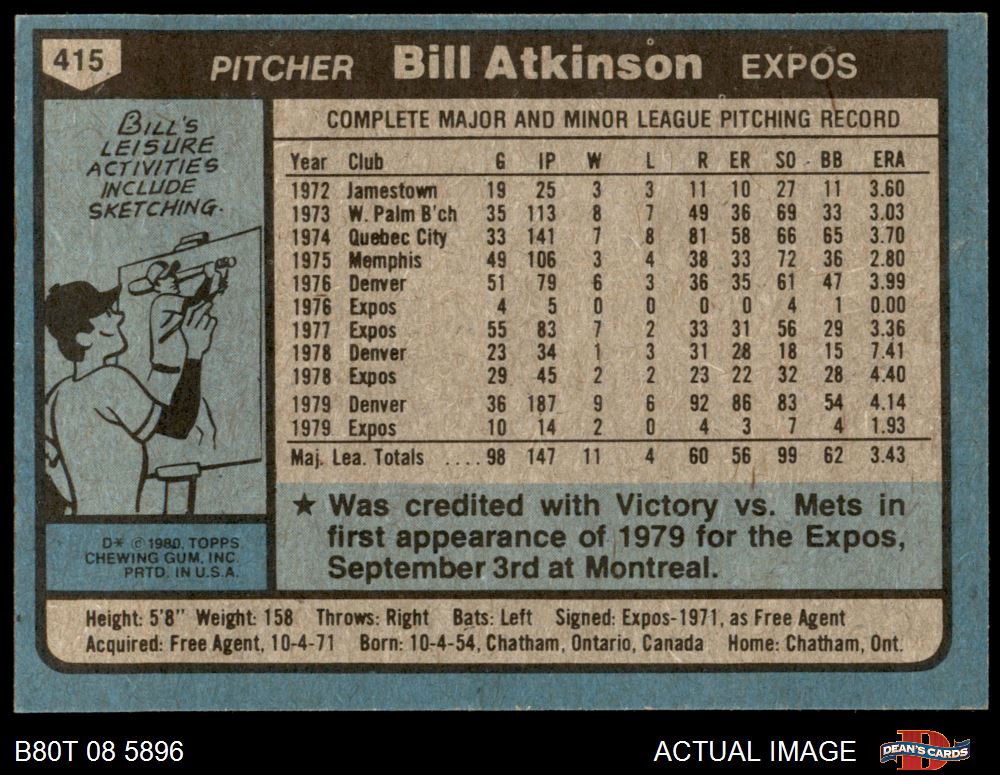 415 PITCHER Bill Atkinson EXPOS
BILL'S
LEISURE
ACTIVITIES
INCLUDE
SKETCHING.
D* © 1980, TOPPS
CHEWING GUM, INC.
PRTD. IN U.S.A.
COMPLETE MAJOR AND MINOR LEAGUE PITCHING RECORD
Year Club G IP W L R ER SO BB ERA
1972 Jamestown 19 25 3 3 11 10 27 11 3.60
1973 W. Palm B'ch 35 113 8 7 49 36 69 33 3.03
1974 Quebec City 33 141 7 8 81 58 66 65 3.70
1975 Memphis 49 106 3 4 38 33 72 36 2.80
1976 Denver 51 79 6 3 36 35 61 47 3.99
1976 Expos 4 5 0 0 0 0 4 1 0.00
1977 Expos 55 83 7 2 33 31 56 29 3.36
1978 Denver 23 34 1 3 31 28 18 15 7.41
1978 Expos 29 45 2 2 23 22 32 28 4.40
1979 Denver 36 187 9 6 92 86 83 54 4.14
1979 Expos 10 14 2 0 4 3 7 4 1.93
Maj. Lea. Totals ....98 147 11 4 60 56 99 62 3.43
★ Was credited with Victory vs. Mets in
first appearance of 1979 for the Expos,
September 3rd at Montreal.
Height: 5'8" Weight: 158 Throws: Right Bats: Left Signed: Expos-1971, as Free Agent
Acquired: Free Agent, 10-4-71 Born: 10-4-54, Chatham, Ontario, Canada Home: Chatham, Ont.
B80T 08 5896 ACTUAL IMAGE DEAN'S CARDS